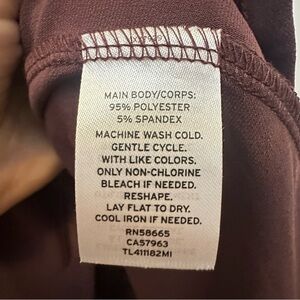 MAIN BODY/CORPS:
95% POLYESTER
5% SPANDEX
MACHINE WASH COLD.
GENTLE CYCLE.
WITH LIKE COLORS.
ONLY NON-CHLORINE
BLEACH IF NEEDED.
RESHAPE.
LAY FLAT TO DRY.
COOL IRON IF NEEDED.
RN58665
CA57963
TL411182MI